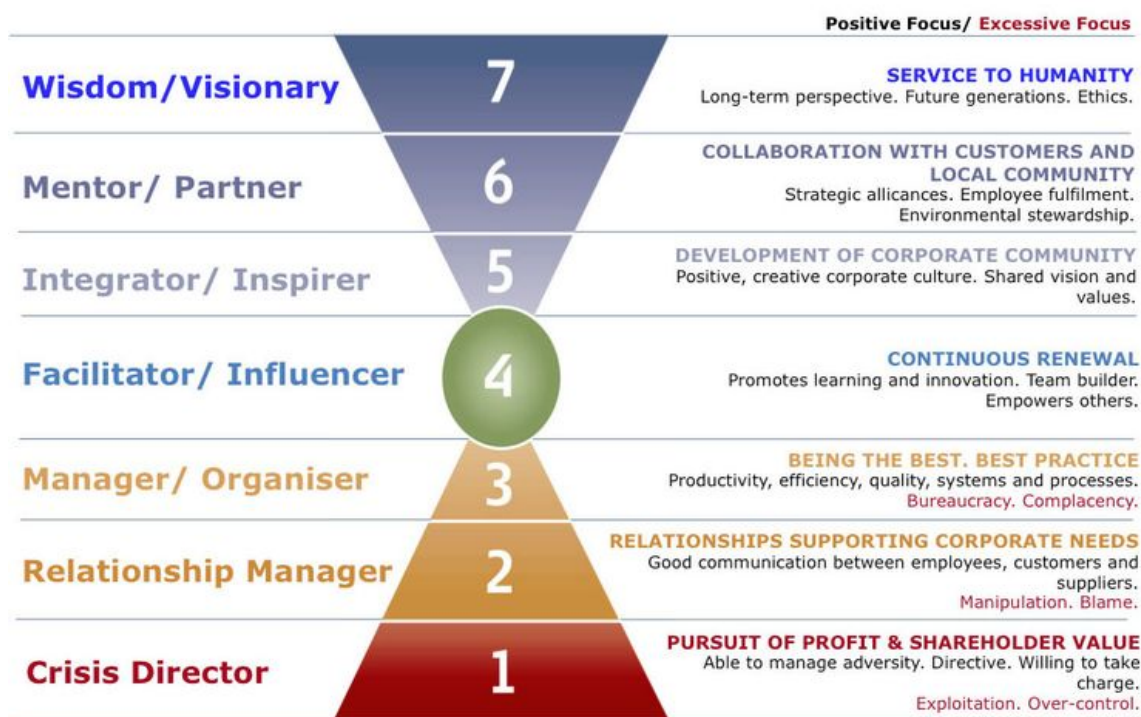 Positive Focus/ Excessive Focus
Wisdom/Visionary
7
SERVICE TO HUMANITY
Long-term perspective. Future generations. Ethics.
Mentor/ Partner
6
COLLABORATION WITH CUSTOMERS AND
LOCAL COMMUNITY
Strategic allicances. Employee fulfilment.
Environmental stewardship.
Integrator/ Inspirer
5
DEVELOPMENT OF CORPORATE COMMUNITY
Positive, creative corporate culture. Shared vision and
values.
Facilitator/ Influencer
4
CONTINUOUS RENEWAL
Promotes learning and innovation. Team builder.
Empowers others.
Manager/ Organiser
3
BEING THE BEST. BEST PRACTICE
Productivity, efficiency, quality, systems and processes.
Bureaucracy. Complacency.
Relationship Manager
2
RELATIONSHIPS SUPPORTING CORPORATE NEEDS
Good communication between employees, customers and
suppliers.
Manipulation. Blame.
Crisis Director
1
PURSUIT OF PROFIT & SHAREHOLDER VALUE
Able to manage adversity. Directive. Willing to take
charge.
Exploitation. Over-control.